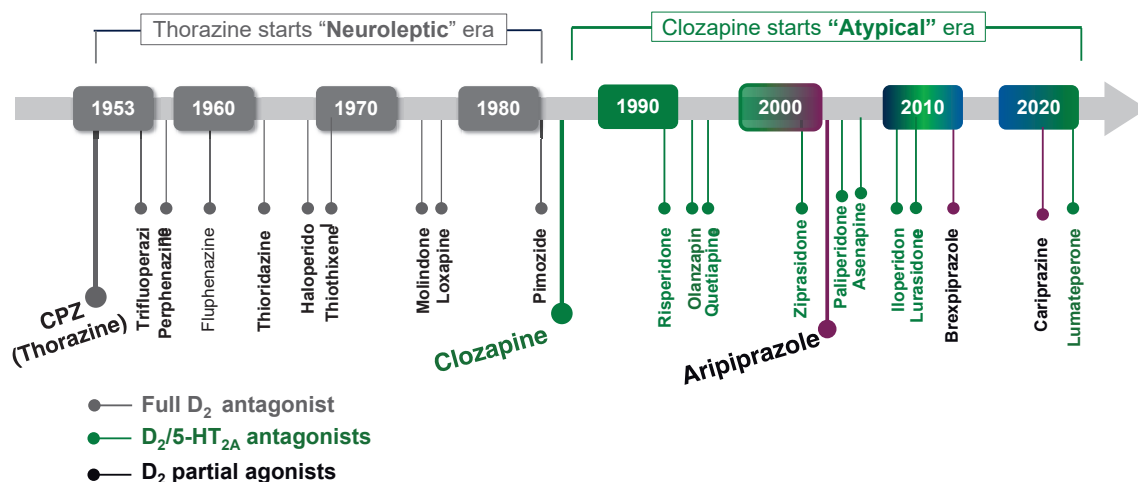 Thorazine starts “Neuroleptic” era
Clozapine starts “Atypical” era
1953
1960
1970
1980
1990
2000
2010
2020
CPZ
(Thorazine)
Trifluoperazi
Perphenazine
Fluphenazine
Thioridazine
Haloperido
Thiothixene
Molindone
Loxapine
Pimozide
Clozapine
Risperidone
Olanzapin
Quetiapine
Ziprasidone
Aripiprazole
Paliperidone
Asenapine
Iloperidon
Lurasidone
Brexpiprazole
Cariprazine
Lumateperone
Full D₂ antagonist
D₂/5-HT₂A antagonists
D₂ partial agonists